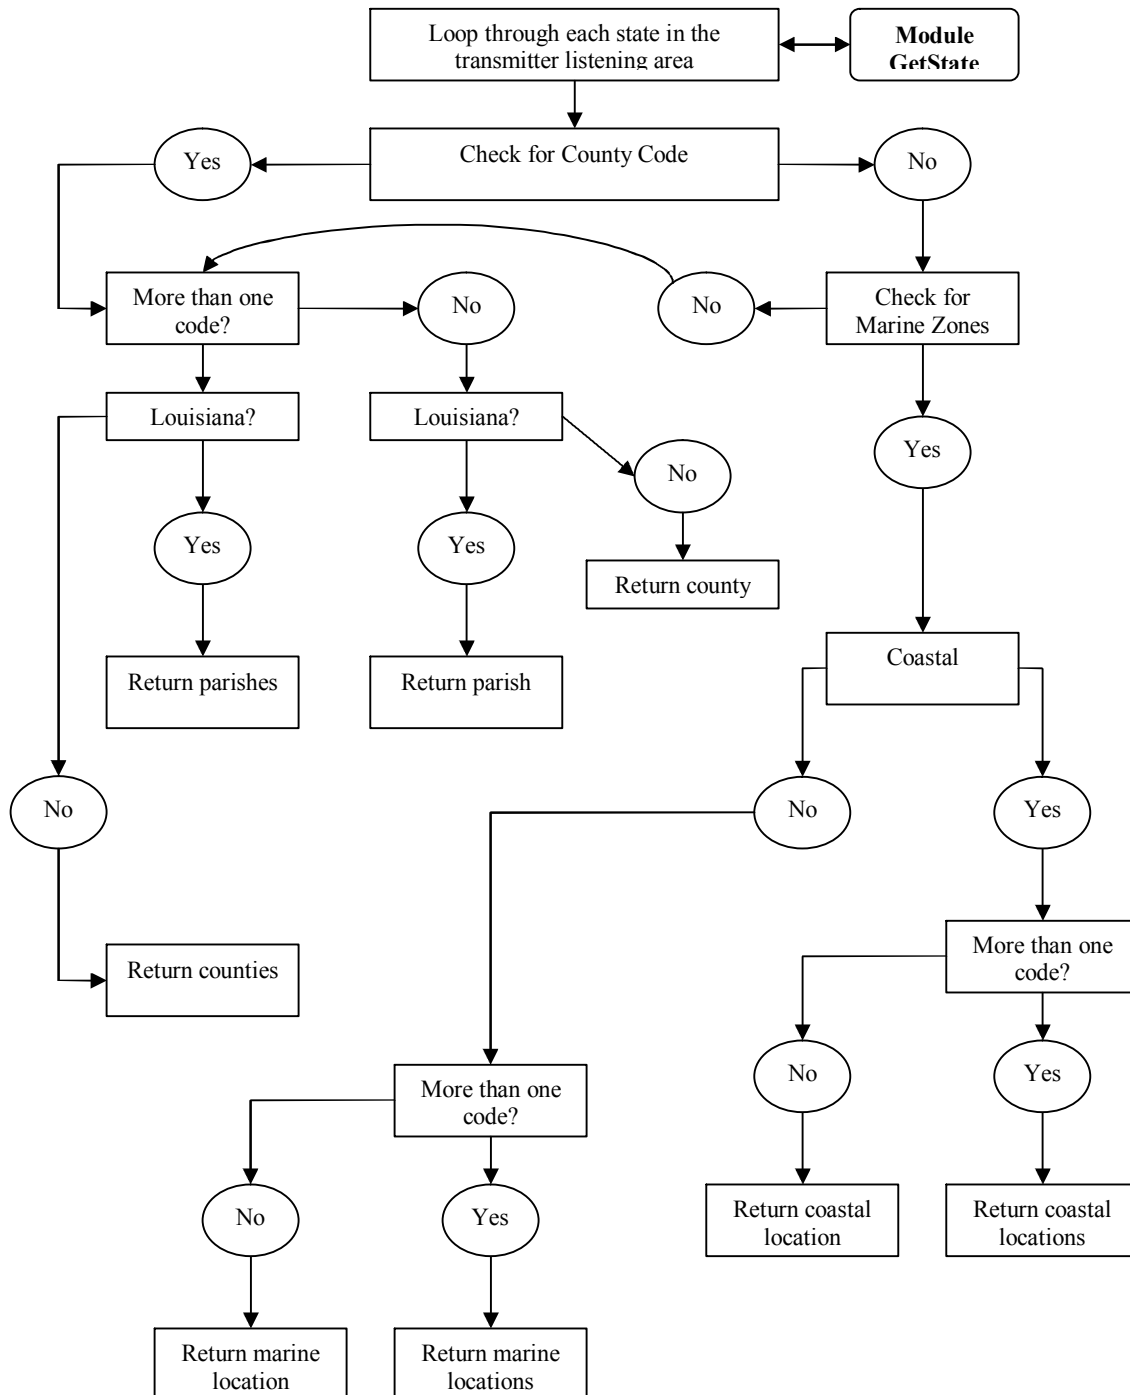 Loop through each state in the
transmitter listening area
Module
GetState
Yes
Check for County Code
No
More than one
code?
No
No
Check for
Marine Zones
Louisiana?
Louisiana?
No
Yes
Yes
Yes
Return county
Return parishes
Return parish
Coastal
No
No
Yes
Return counties
More than one
code?
More than one
code?
No
Yes
No
Yes
Return coastal
location
Return coastal
locations
Return marine
location
Return marine
locations